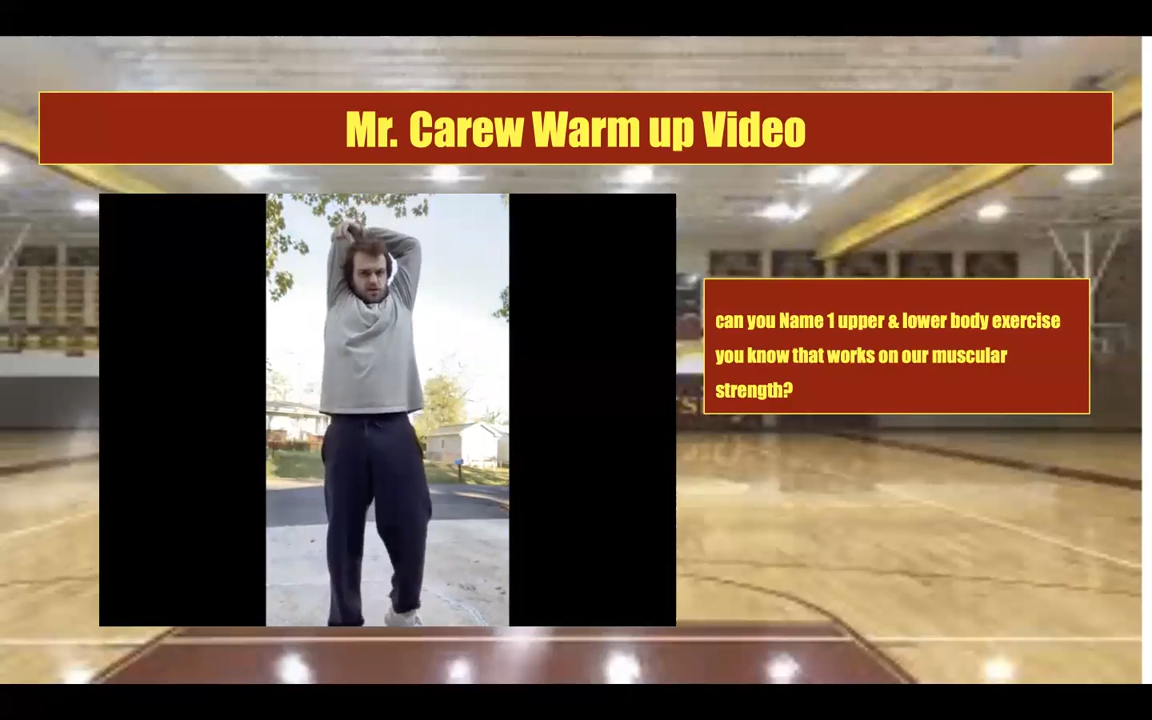 Mr. Carew Warm up Video
can you Name 1 upper & lower body exercise
you know that works on our muscular
strength?